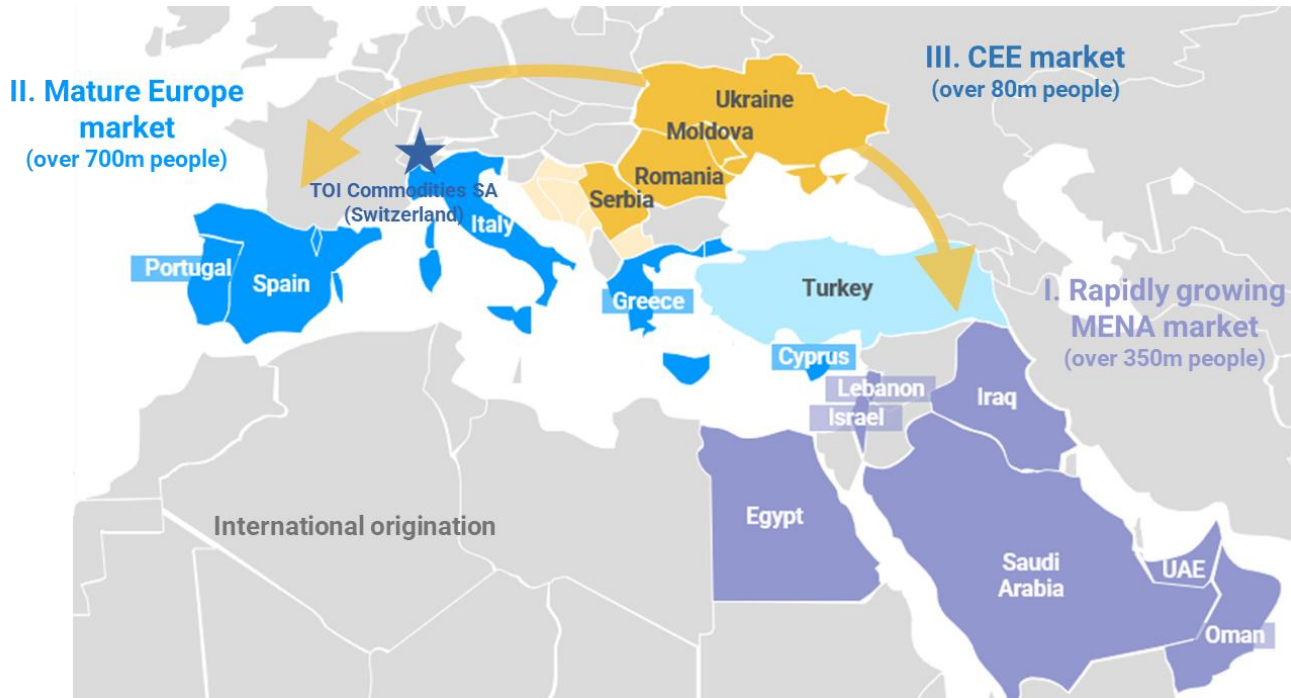 II. Mature Europe
market
(over 700m people)
III. CEE market
(over 80m people)
Ukraine
Moldova
Romania
Serbia
TOI Commodities SA
(Switzerland)
Italy
Portugal
Spain
Greece
Turkey
Cyprus
I. Rapidly growing
MENA market
(over 350m people)
Lebanon
Israel
Iraq
International origination
Egypt
Saudi
Arabia
UAE
Oman